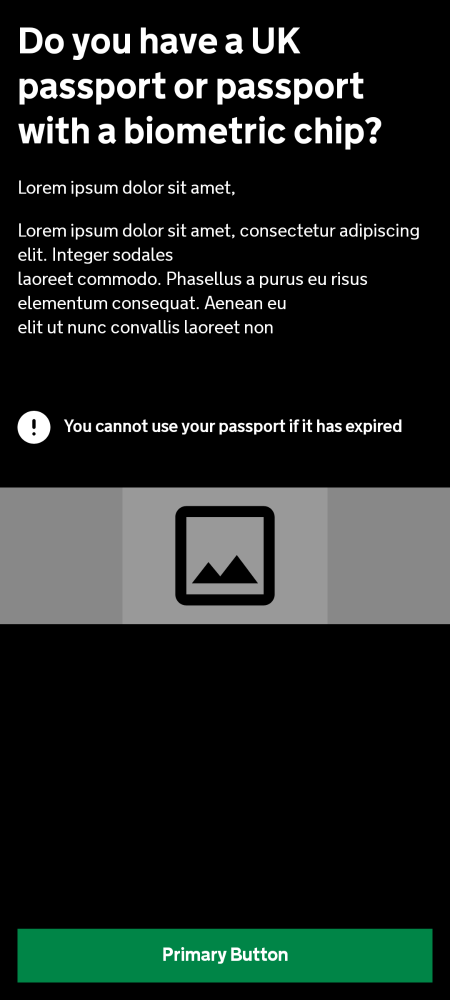 Do you have a UK
passport or passport
with a biometric chip?
Lorem ipsum dolor sit amet,
Lorem ipsum dolor sit amet, consectetur adipiscing
elit. Integer sodales
laoreet commodo. Phasellus a purus eu risus
elementum consequat. Aenean eu
elit ut nunc convallis laoreet non
You cannot use your passport if it has expired
Primary Button